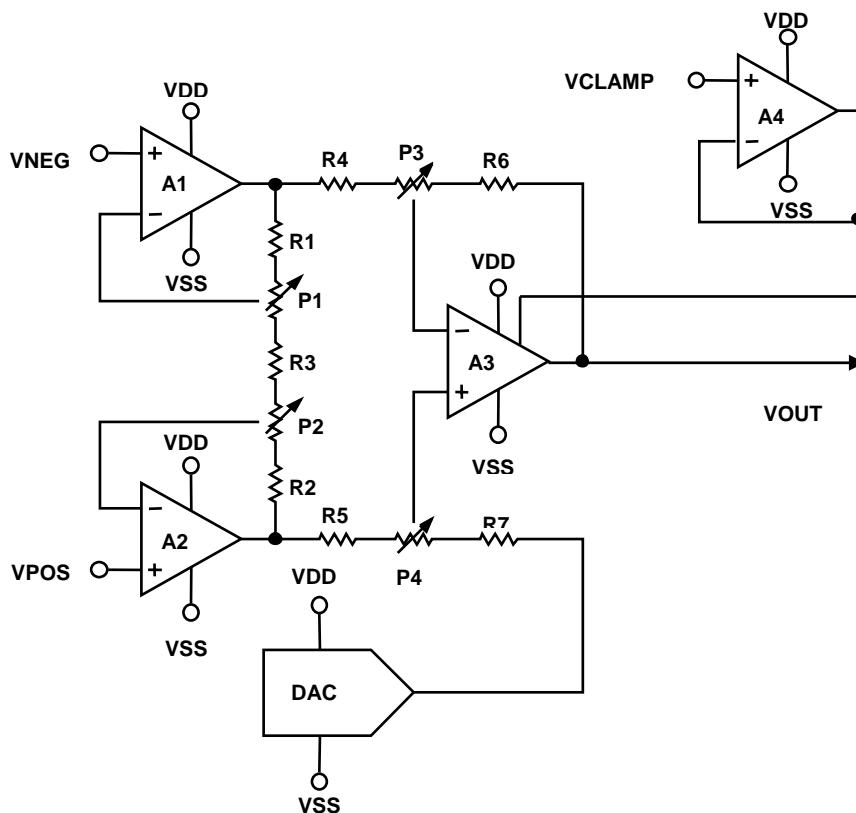 VDD
VCLAMP
+
A4
−
VSS
VDD
VNEG
+
A1
−
VSS
R4
P3
R6
R1
P1
R3
P2
R2
VDD
−
A3
+
VSS
VOUT
VDD
−
A2
+
VPOS
VSS
R5
P4
R7
VDD
DAC
VSS